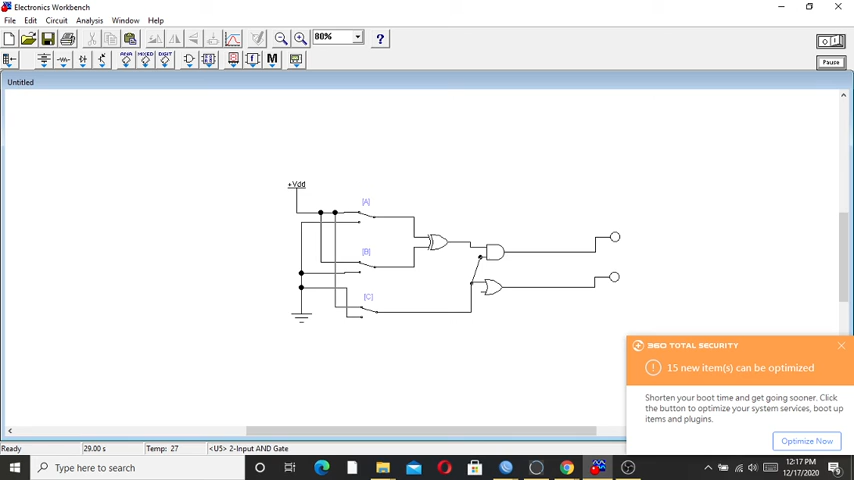 Electronics Workbench
File Edit Circuit Analysis Window Help
ANA MIXED DIGIT M
80% ?
Pause
Untitled
+Vdd
[A]
[B]
[C]
360 TOTAL SECURITY
15 new item(s) can be optimized
Shorten your boot time and get going sooner. Click
the button to optimize your system services, boot up
items and plugins.
Optimize Now
Ready 29.00 s Temp: 27 <U5> 2-Input AND Gate
Type here to search
12:17 PM
12/17/2020